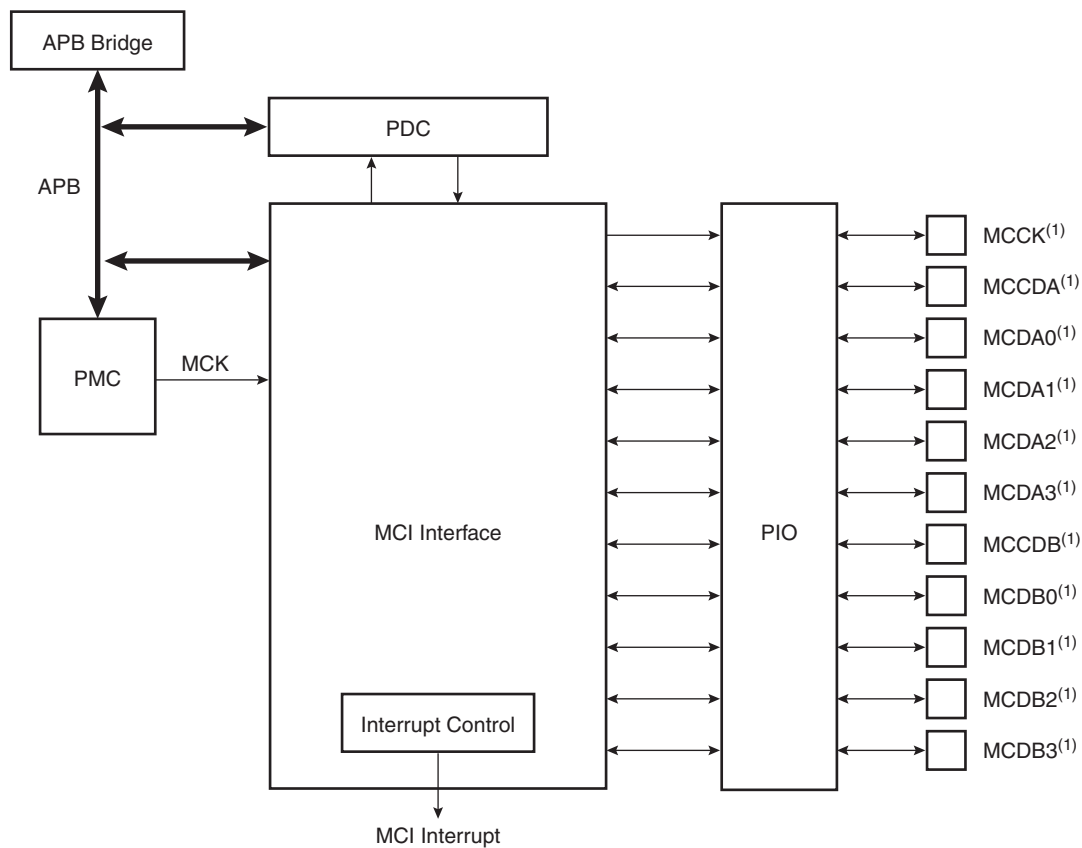 APB Bridge
PDC
APB
MCCK(1)
MCCDA(1)
MCDA0(1)
PMC
MCK
MCDA1(1)
MCDA2(1)
MCDA3(1)
MCI Interface
PIO
MCCDB(1)
MCDB0(1)
MCDB1(1)
MCDB2(1)
Interrupt Control
MCDB3(1)
MCI Interrupt